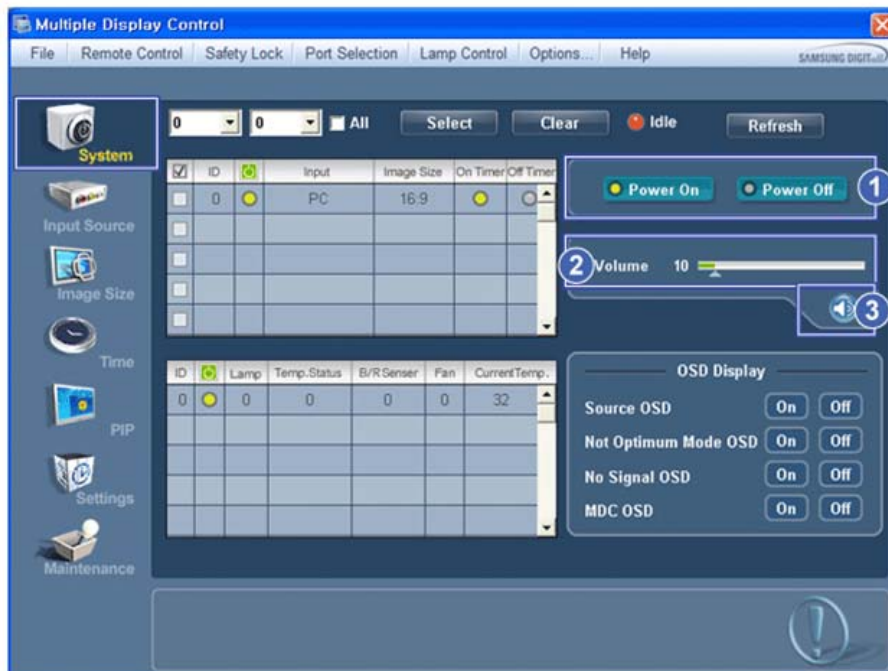 Multiple Display Control
File Remote Control Safety Lock Port Selection Lamp Control Options... Help
SAMSUNG DIGITall
0 0 All Select Clear Idle Refresh
System
Input Source
Image Size
Time
PIP
Settings
Maintenance
ID Input Image Size On Timer Off Timer
0 PC 16:9
Power On Power Off 1
2 Volume 10
3
ID Lamp Temp.Status B/R Senser Fan CurrentTemp.
0 0 0 0 0 32
OSD Display
Source OSD On Off
Not Optimum Mode OSD On Off
No Signal OSD On Off
MDC OSD On Off